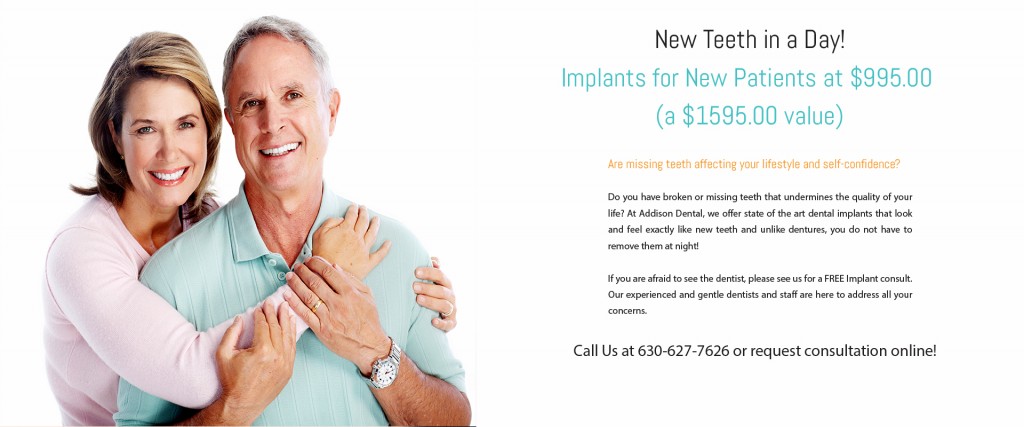 New Teeth in a Day!
Implants for New Patients at $995.00
(a $1595.00 value)
Are missing teeth affecting your lifestyle and self-confidence?
Do you have broken or missing teeth that undermines the quality of your
life? At Addison Dental, we offer state of the art dental implants that look
and feel exactly like new teeth and unlike dentures, you do not have to
remove them at night!
If you are afraid to see the dentist, please see us for a FREE Implant consult.
Our experienced and gentle dentists and staff are here to address all your
concerns.
Call Us at 630-627-7626 or request consultation online!